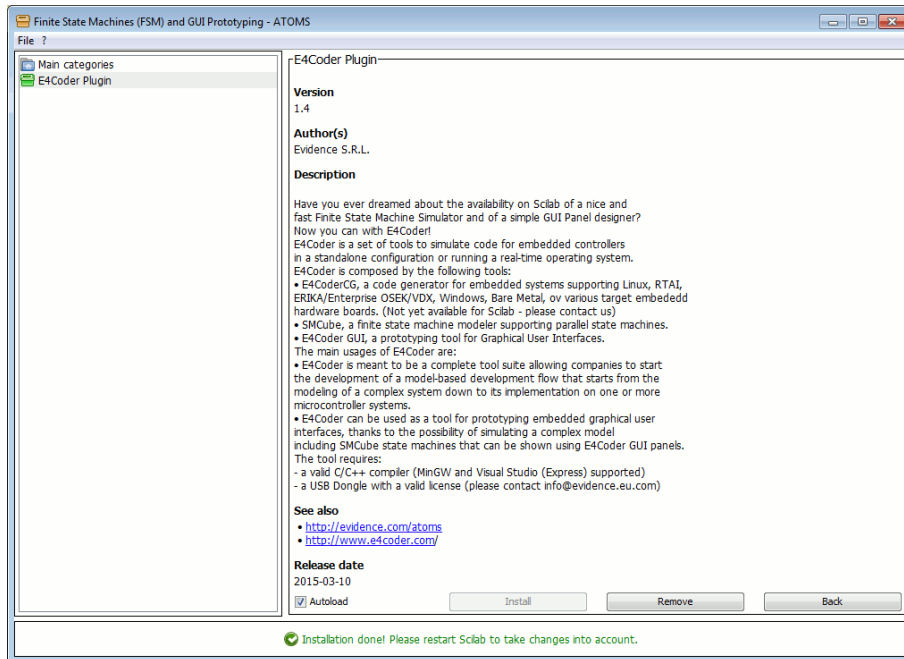 Finite State Machines (FSM) and GUI Prototyping - ATOMS
File ?
Main categories
E4Coder Plugin
E4Coder Plugin
Version
1.4
Author(s)
Evidence S.R.L.
Description
Have you ever dreamed about the availability on Scilab of a nice and
fast Finite State Machine Simulator and of a simple GUI Panel designer?
Now you can with E4Coder!
E4Coder is a set of tools to simulate code for embedded controllers
in a standalone configuration or running a real-time operating system.
E4Coder is composed by the following tools:
• E4CoderCG, a code generator for embedded systems supporting Linux, RTAI,
ERIKA/Enterprise OSEK/VDX, Windows, Bare Metal, ov various target embededd
hardware boards. (Not yet available for Scilab - please contact us)
• SMCube, a finite state machine modeler supporting parallel state machines.
• E4Coder GUI, a prototyping tool for Graphical User Interfaces.
The main usages of E4Coder are:
• E4Coder is meant to be a complete tool suite allowing companies to start
the development of a model-based development flow that starts from the
modeling of a complex system down to its implementation on one or more
microcontroller systems.
• E4Coder can be used as a tool for prototyping embedded graphical user
interfaces, thanks to the possibility of simulating a complex model
including SMCube state machines that can be shown using E4Coder GUI panels.
The tool requires:
- a valid C/C++ compiler (MinGW and Visual Studio (Express) supported)
- a USB Dongle with a valid license (please contact info@evidence.eu.com)
See also
• http://evidence.com/atoms
• http://www.e4coder.com/
Release date
2015-03-10
Autoload Install Remove Back
Installation done! Please restart Scilab to take changes into account.